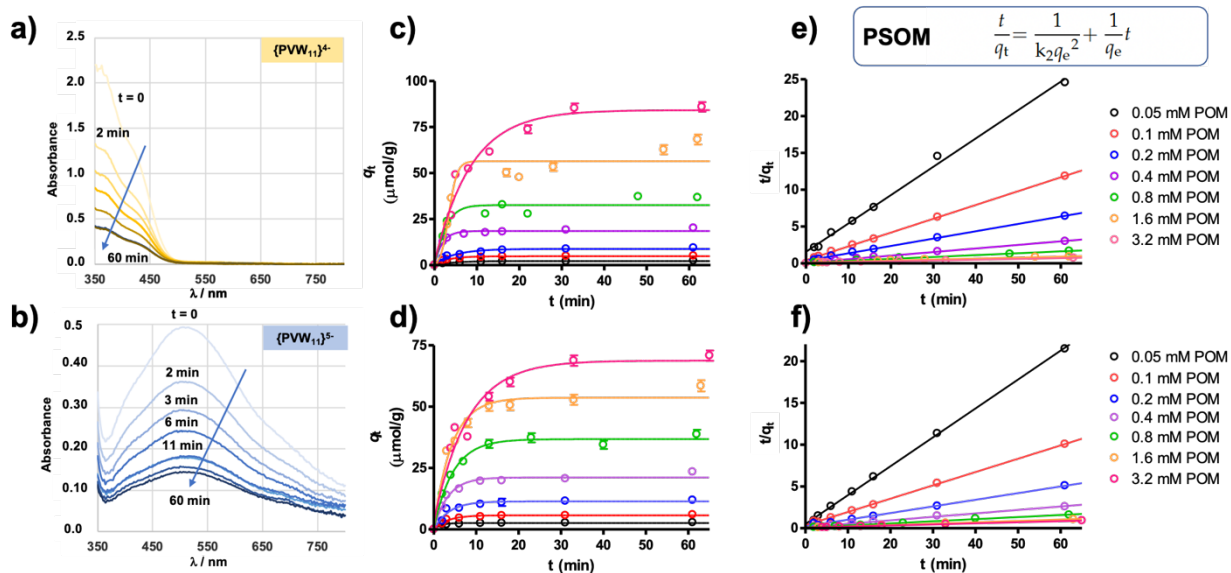 a)
{PVW11}4-
Absorbance
2.5
2.0
1.5
1.0
0.5
0.0
t = 0
2 min
60 min
350 450 550 650 750
λ / nm
b)
{PVW11}5-
Absorbance
0.5
0.40
0.30
0.20
0.10
0.0
t = 0
2 min
3 min
6 min
11 min
60 min
350 450 550 650 750
λ / nm
c)
qt
(μmol/g)
100
75
50
25
0
0 10 20 30 40 50 60
t (min)
d)
qt
(μmol/g)
75
50
25
0
0 10 20 30 40 50 60
t (min)
e)
PSOM t/qt = 1/k2qe2 + 1/qe t
t/qt
25
20
15
10
5
0
0 10 20 30 40 50 60
t (min)
0.05 mM POM
0.1 mM POM
0.2 mM POM
0.4 mM POM
0.8 mM POM
1.6 mM POM
3.2 mM POM
f)
t/qt
20
15
10
5
0
0 10 20 30 40 50 60
t (min)
0.05 mM POM
0.1 mM POM
0.2 mM POM
0.4 mM POM
0.8 mM POM
1.6 mM POM
3.2 mM POM